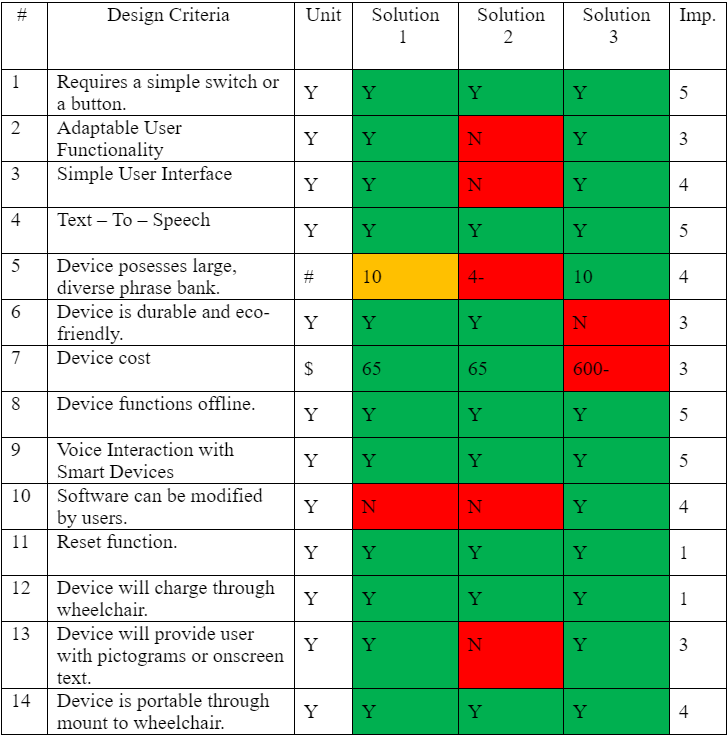 # Design Criteria Unit Solution 1 Solution 2 Solution 3 Imp.
1 Requires a simple switch or a button. Y Y Y Y 5
2 Adaptable User Functionality Y Y N Y 3
3 Simple User Interface Y Y N Y 4
4 Text – To – Speech Y Y Y Y 5
5 Device posesses large, diverse phrase bank. # 10 4- 10 4
6 Device is durable and eco-friendly. Y Y Y N 3
7 Device cost $ 65 65 600- 3
8 Device functions offline. Y Y Y Y 5
9 Voice Interaction with Smart Devices Y Y Y Y 5
10 Software can be modified by users. Y N N Y 4
11 Reset function. Y Y Y Y 1
12 Device will charge through wheelchair. Y Y Y Y 1
13 Device will provide user with pictograms or onscreen text. Y Y N Y 3
14 Device is portable through mount to wheelchair. Y Y Y Y 4